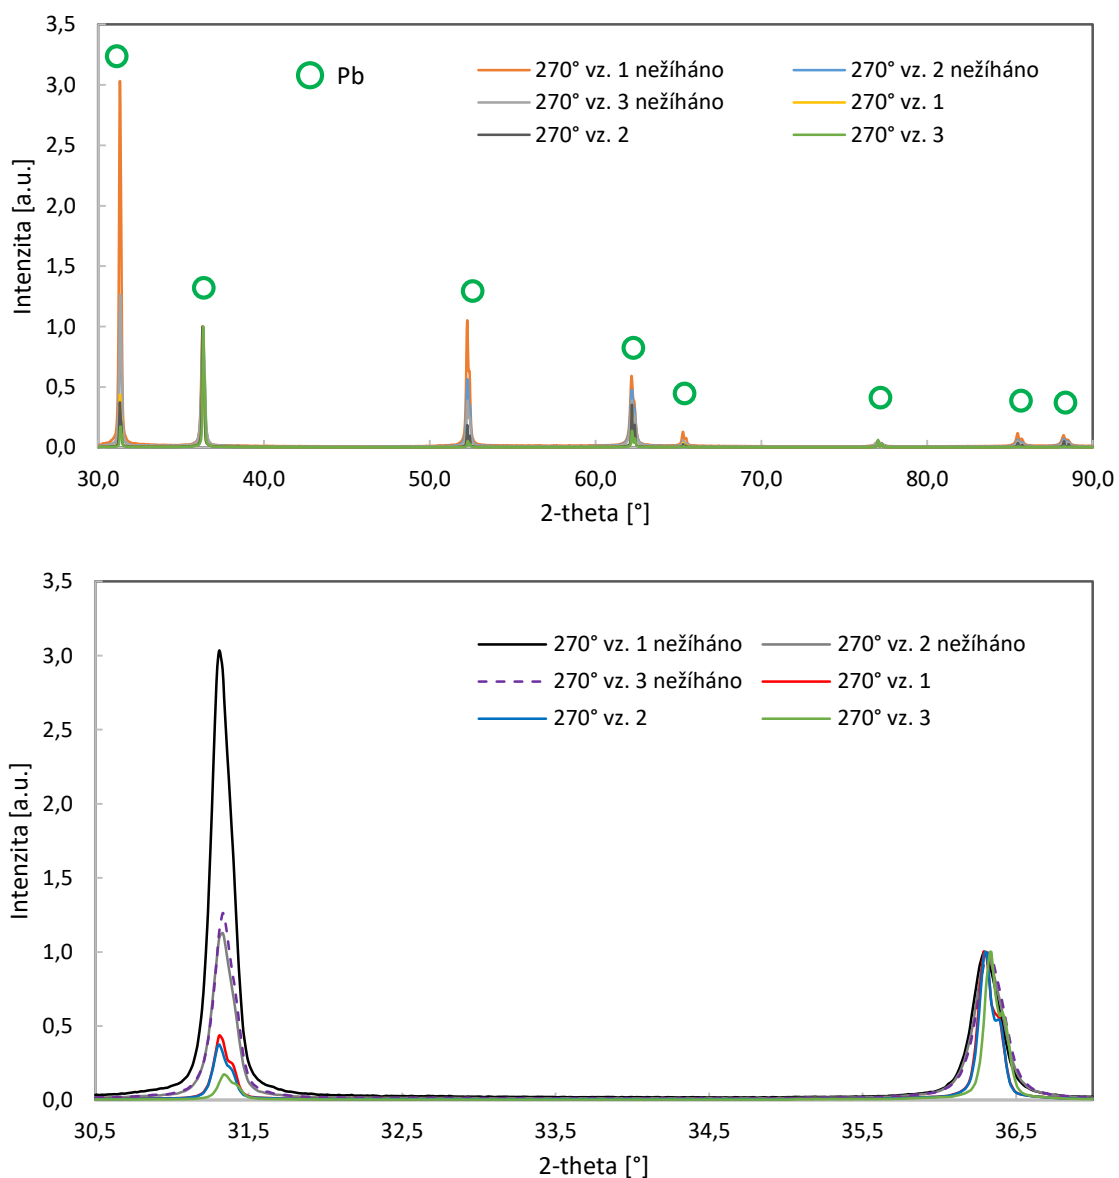 3,5
3,0
2,5
2,0
1,5
1,0
0,5
0,0
Intenzita [a.u.]
Pb
270° vz. 1 nežíháno
270° vz. 2 nežíháno
270° vz. 3 nežíháno
270° vz. 1
270° vz. 2
270° vz. 3
30,0 40,0 50,0 60,0 70,0 80,0 90,0
2-theta [°]
3,5
3,0
2,5
2,0
1,5
1,0
0,5
0,0
Intenzita [a.u.]
270° vz. 1 nežíháno
270° vz. 2 nežíháno
270° vz. 3 nežíháno
270° vz. 1
270° vz. 2
270° vz. 3
30,5 31,5 32,5 33,5 34,5 35,5 36,5
2-theta [°]